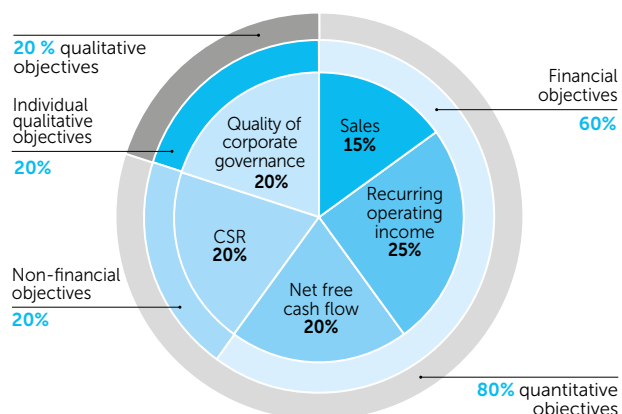 20 % qualitative
objectives
Individual
qualitative
objectives
20%
Non-financial
objectives
20%
Quality of
corporate
governance
20%
Sales
15%
Recurring
operating
income
25%
CSR
20%
Net free
cash flow
20%
Financial
objectives
60%
80% quantitative
objectives